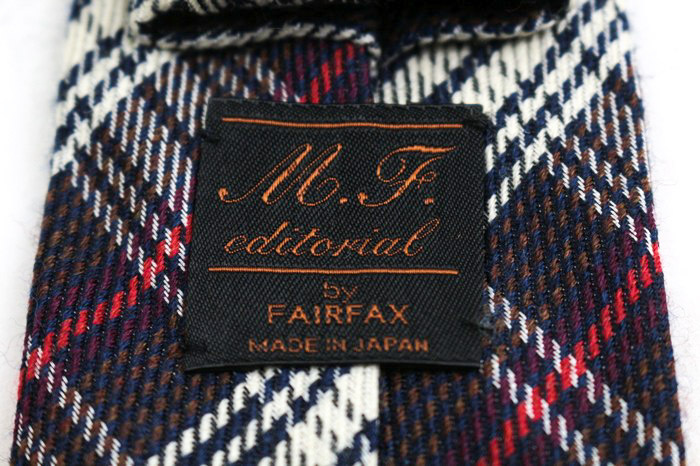 M.F.
editorial
by
FAIRFAX
MADE IN JAPAN